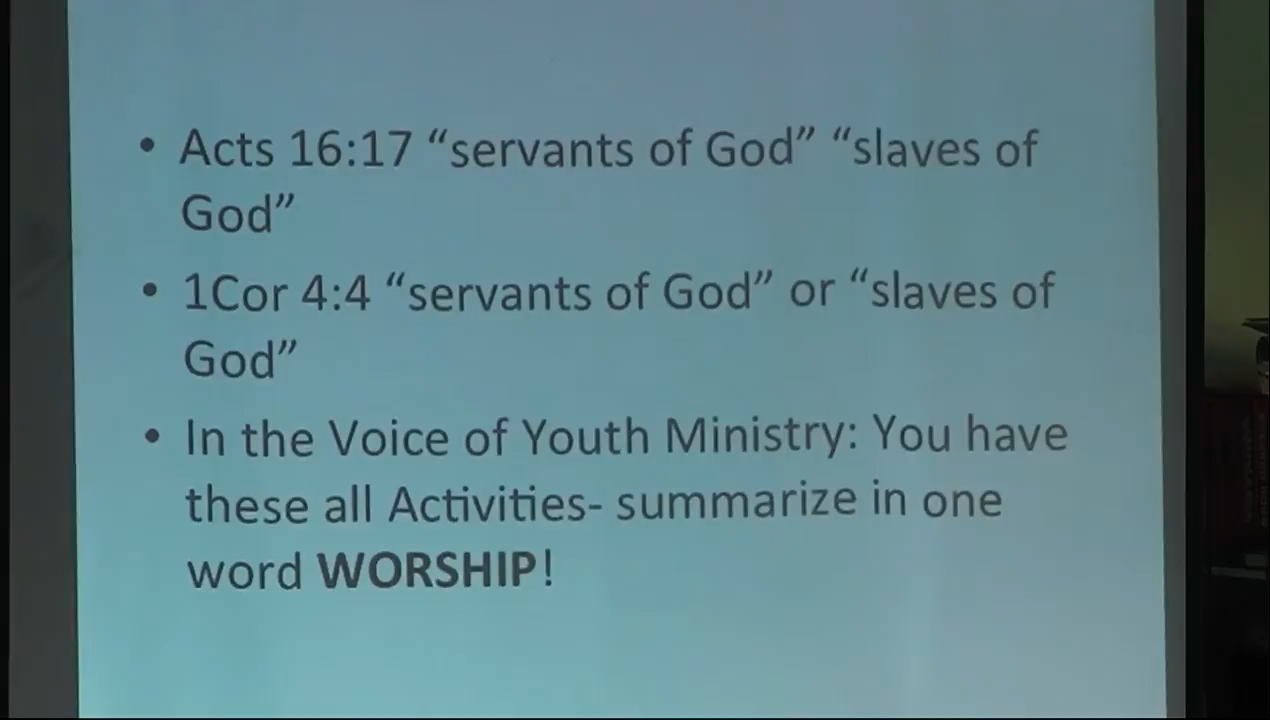 • Acts 16:17 “servants of God” “slaves of
God”
• 1Cor 4:4 “servants of God” or “slaves of
God”
• In the Voice of Youth Ministry: You have
these all Activities- summarize in one
word WORSHIP!